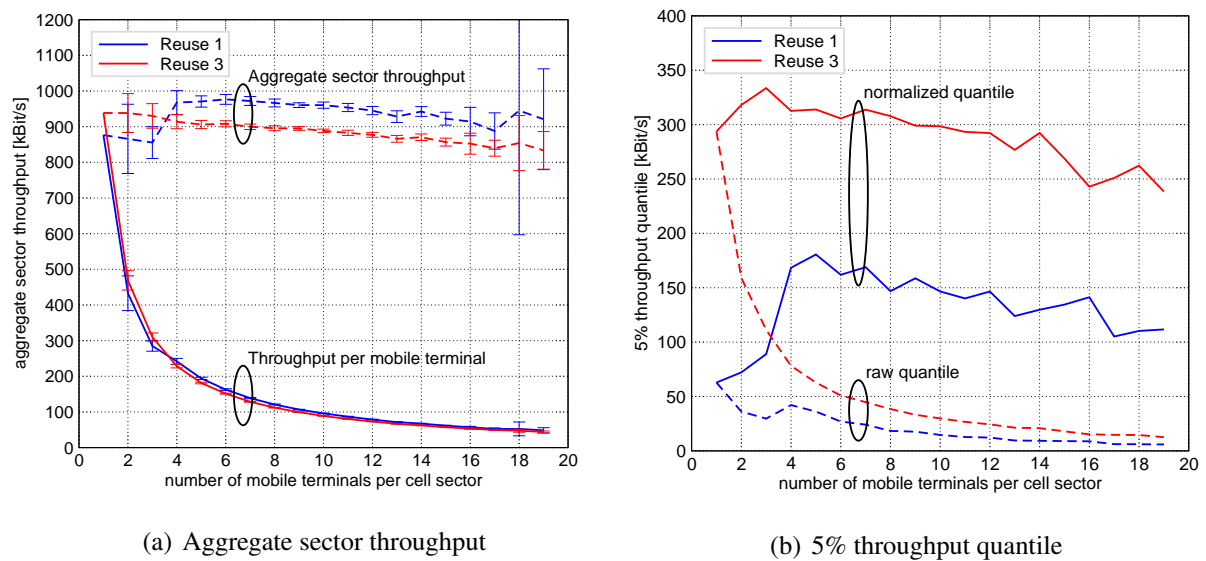 1200
1100
1000
900
800
700
600
500
400
300
200
100
0
0 2 4 6 8 10 12 14 16 18 20
aggregate sector throughput [kBit/s]
number of mobile terminals per cell sector
Reuse 1
Reuse 3
Aggregate sector throughput
Throughput per mobile terminal
(a) Aggregate sector throughput
400
350
300
250
200
150
100
50
0
0 2 4 6 8 10 12 14 16 18 20
5% throughput quantile [kBit/s]
number of mobile terminals per cell sector
Reuse 1
Reuse 3
normalized quantile
raw quantile
(b) 5% throughput quantile